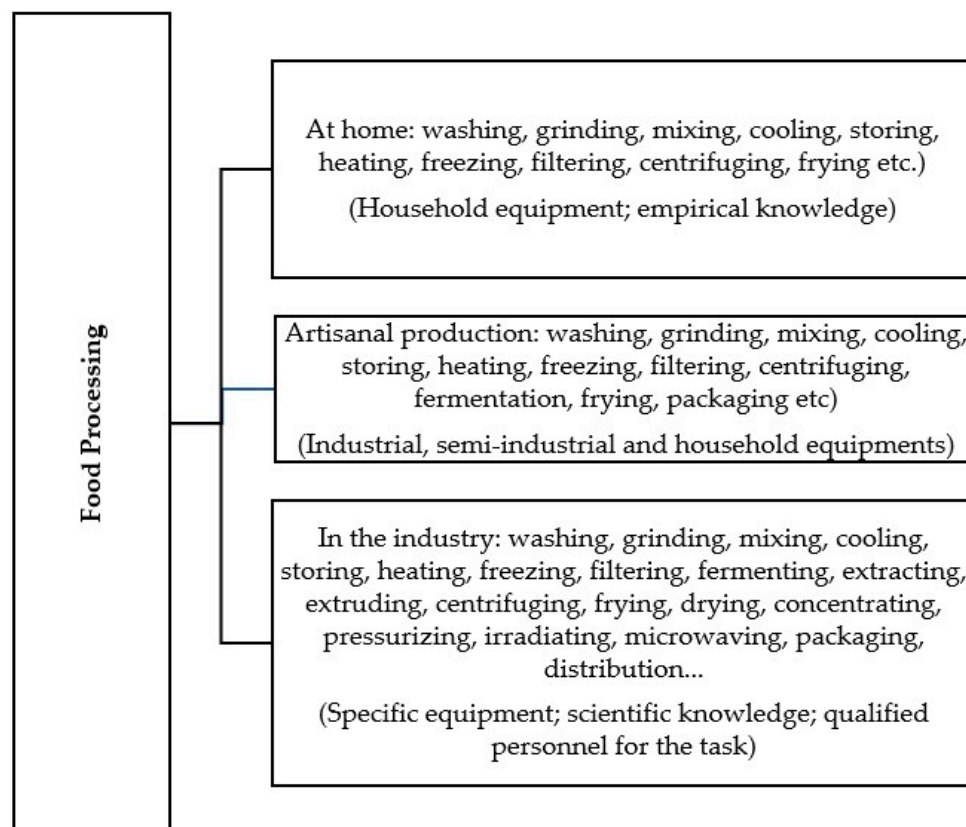 Food Processing
At home: washing, grinding, mixing, cooling, storing,
heating, freezing, filtering, centrifuging, frying etc.)
(Household equipment; empirical knowledge)
Artisanal production: washing, grinding, mixing, cooling,
storing, heating, freezing, filtering, centrifuging,
fermentation, frying, packaging etc)
(Industrial, semi-industrial and household equipments)
In the industry: washing, grinding, mixing, cooling,
storing, heating, freezing, filtering, fermenting, extracting,
extruding, centrifuging, frying, drying, concentrating,
pressurizing, irradiating, microwaving, packaging,
distribution...
(Specific equipment; scientific knowledge; qualified
personnel for the task)